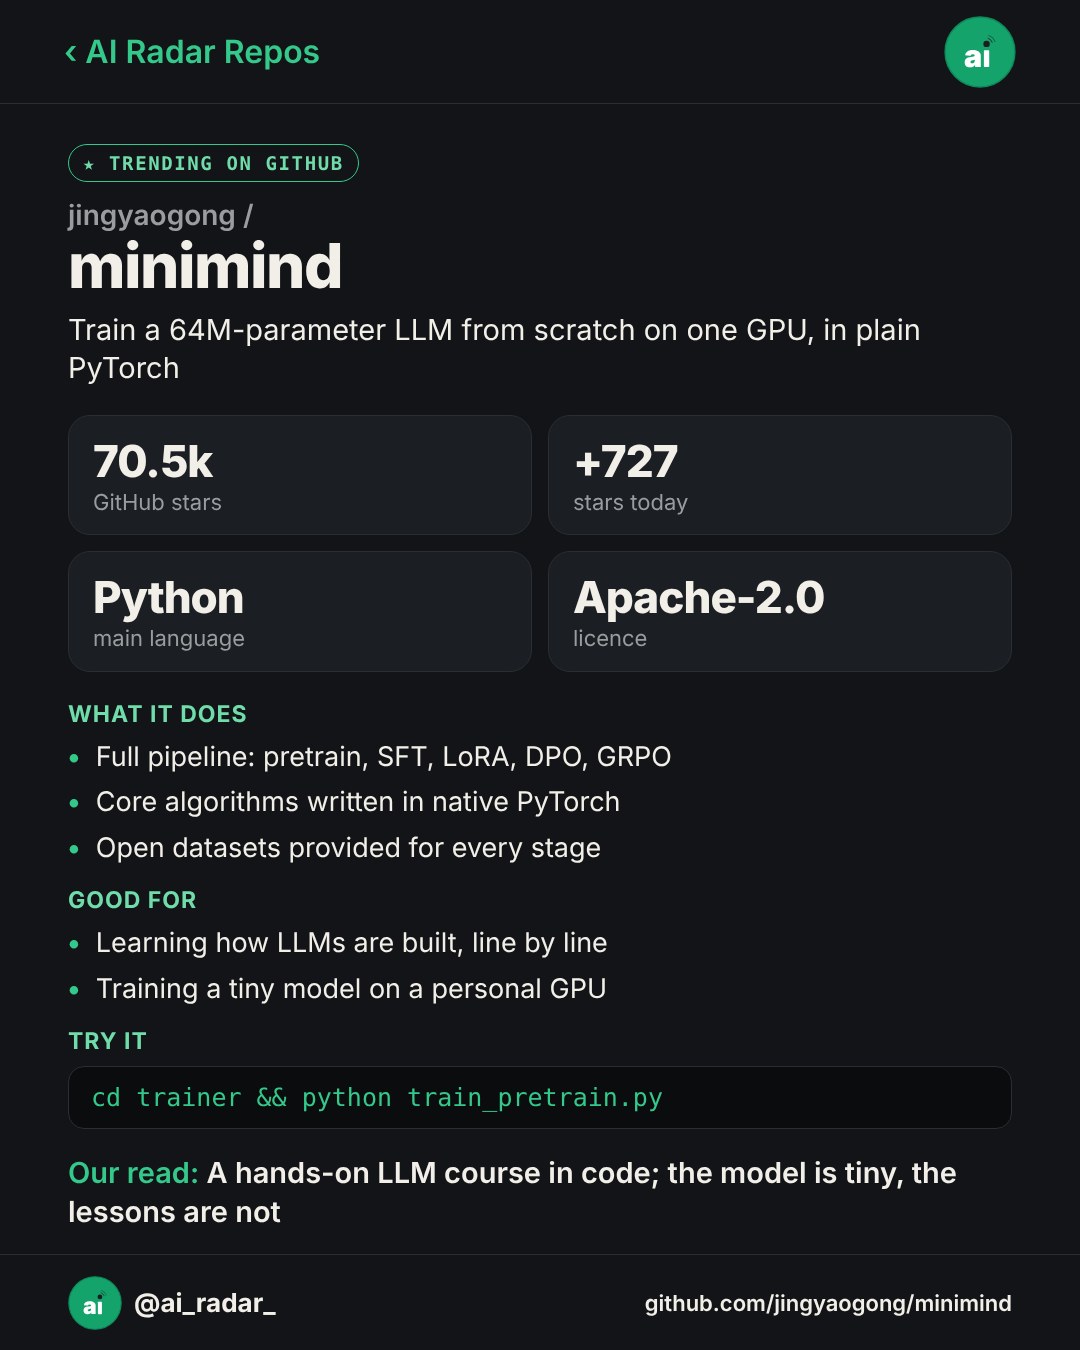 ‹ AI Radar Repos
ai
★ TRENDING ON GITHUB
jingyaogong /
minimind
Train a 64M-parameter LLM from scratch on one GPU, in plain
PyTorch
70.5k
GitHub stars
+727
stars today
Python
main language
Apache-2.0
licence
WHAT IT DOES
• Full pipeline: pretrain, SFT, LoRA, DPO, GRPO
• Core algorithms written in native PyTorch
• Open datasets provided for every stage
GOOD FOR
• Learning how LLMs are built, line by line
• Training a tiny model on a personal GPU
TRY IT
cd trainer && python train_pretrain.py
Our read: A hands-on LLM course in code; the model is tiny, the
lessons are not
ai
@ai_radar_
github.com/jingyaogong/minimind